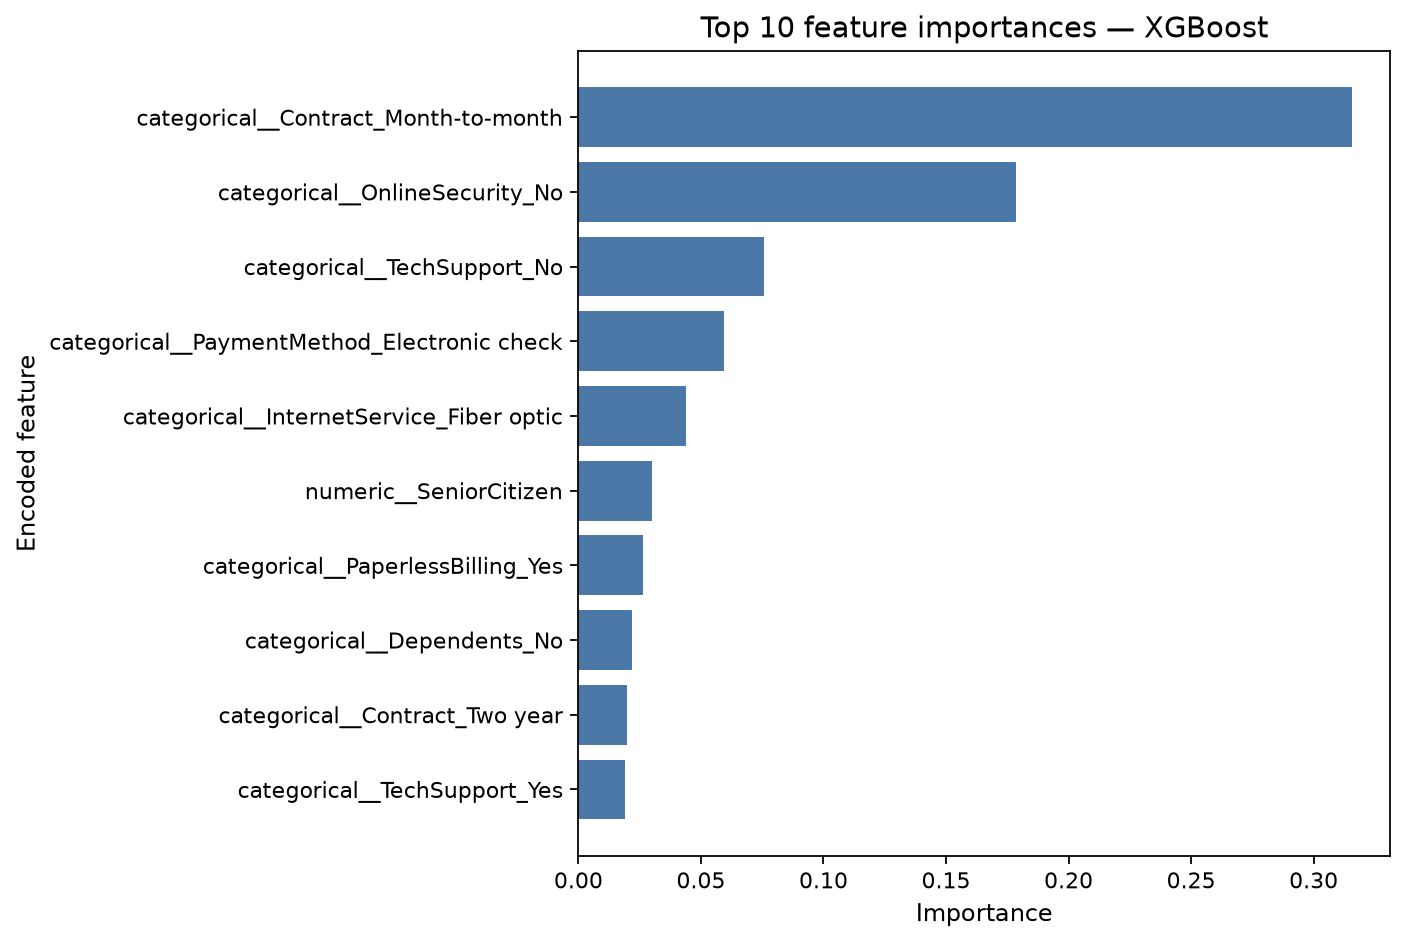 Top 10 feature importances — XGBoost
Encoded feature
categorical__Contract_Month-to-month
categorical__OnlineSecurity_No
categorical__TechSupport_No
categorical__PaymentMethod_Electronic check
categorical__InternetService_Fiber optic
numeric__SeniorCitizen
categorical__PaperlessBilling_Yes
categorical__Dependents_No
categorical__Contract_Two year
categorical__TechSupport_Yes
0.00 0.05 0.10 0.15 0.20 0.25 0.30
Importance